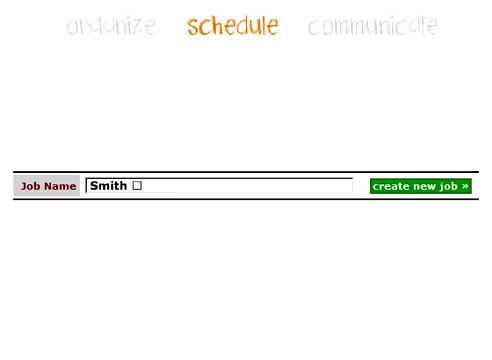 organize schedule communicate
Job Name Smith □ create new job »